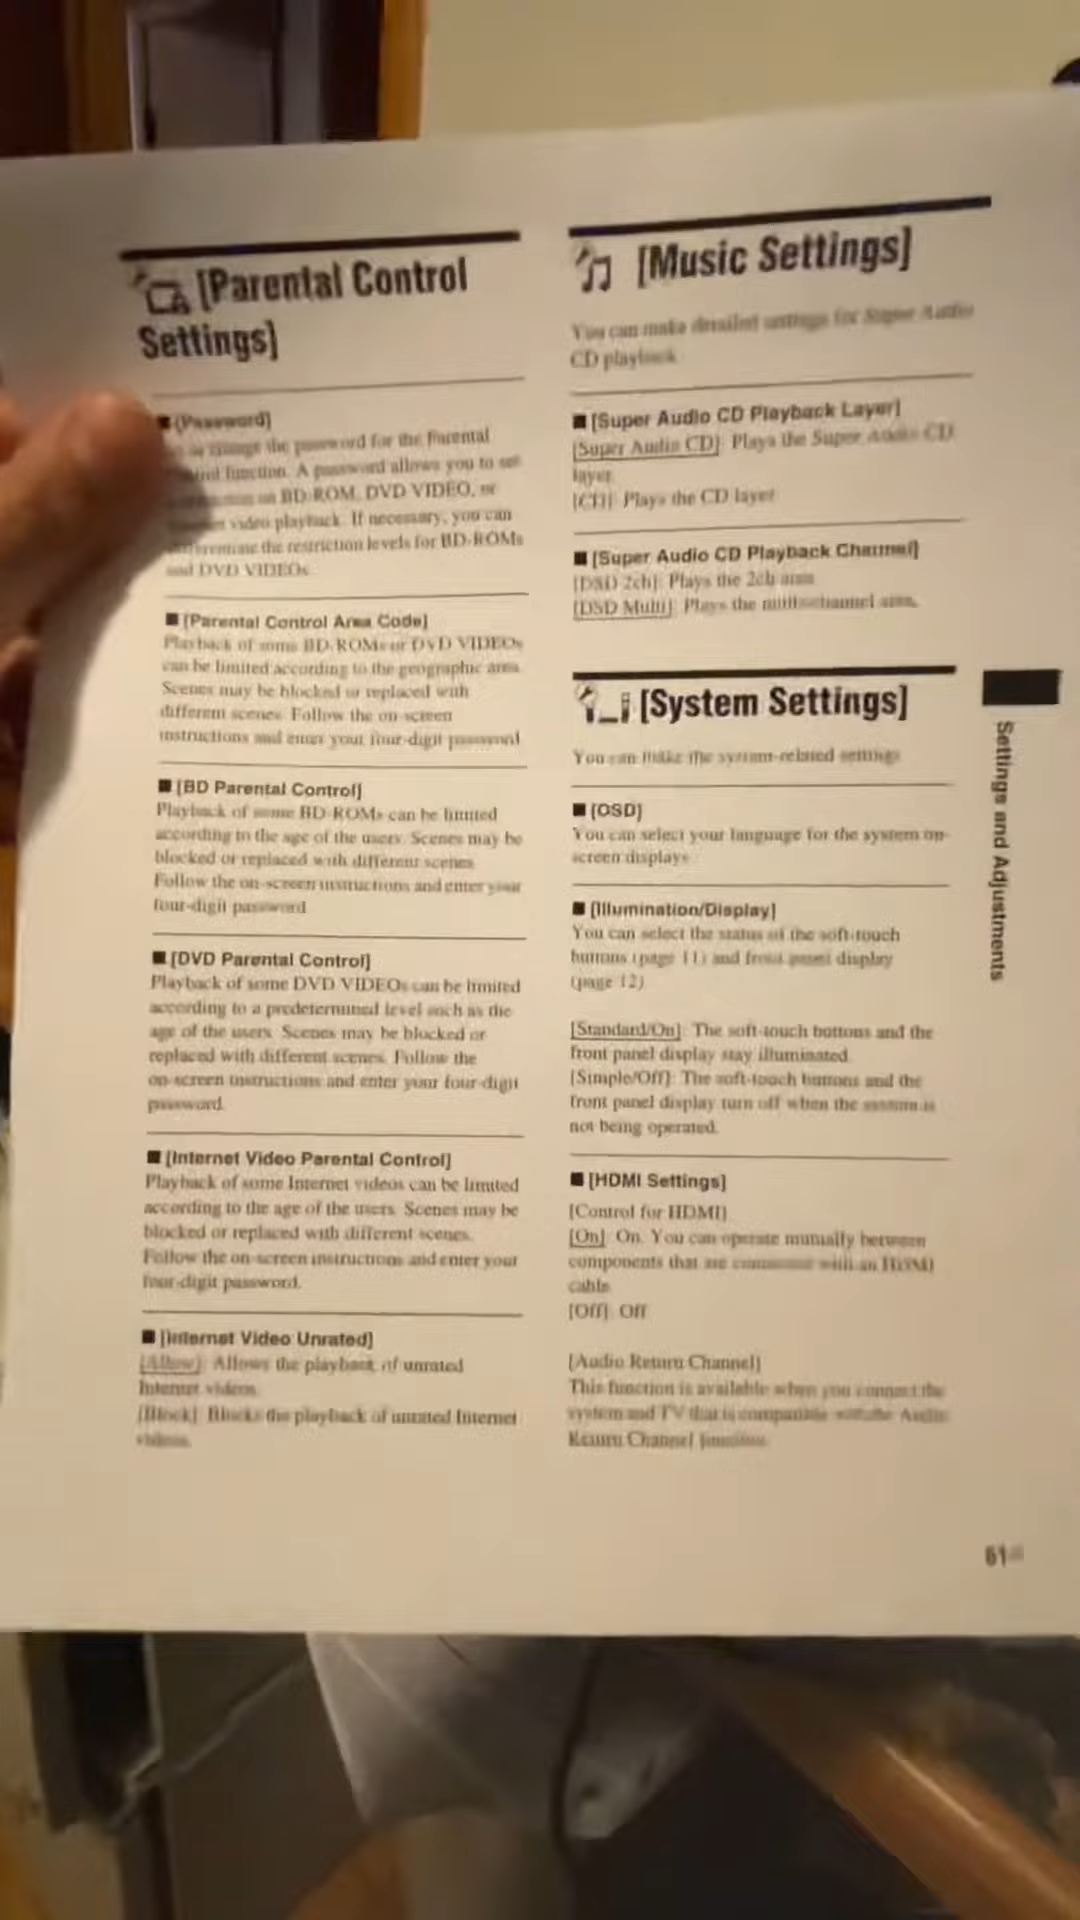 [Parental Control
Settings]
■ [Password]
change the password for the Parental
function. A password allows you to set
on BD-ROM, DVD VIDEO, or
video playback. If necessary, you can
the restriction levels for BD-ROMs
and DVD VIDEOs.
■ [Parental Control Area Code]
Playback of some BD-ROMs or DVD VIDEOs
can be limited according to the geographic area.
Scenes may be blocked or replaced with
different scenes. Follow the on-screen
instructions and enter your four-digit password.
■ [BD Parental Control]
Playback of some BD-ROMs can be limited
according to the age of the users. Scenes may be
blocked or replaced with different scenes.
Follow the on-screen instructions and enter your
four-digit password.
■ [DVD Parental Control]
Playback of some DVD VIDEOs can be limited
according to a predetermined level such as the
age of the users. Scenes may be blocked or
replaced with different scenes. Follow the
on-screen instructions and enter your four-digit
password.
■ [Internet Video Parental Control]
Playback of some Internet videos can be limited
according to the age of the users. Scenes may be
blocked or replaced with different scenes.
Follow the on-screen instructions and enter your
four-digit password.
■ [Internet Video Unrated]
[Allow]: Allows the playback of unrated
Internet videos.
[Block]: Blocks the playback of unrated Internet
videos.
[Music Settings]
You can make detailed settings for Super Audio
CD playback.
■ [Super Audio CD Playback Layer]
[Super Audio CD]: Plays the Super Audio CD
layer.
[CD]: Plays the CD layer.
■ [Super Audio CD Playback Channel]
[DSD 2ch]: Plays the 2ch area.
[DSD Multi]: Plays the multi-channel area.
[System Settings]
You can make the system-related settings.
■ [OSD]
You can select your language for the system on-
screen displays.
■ [Illumination/Display]
You can select the status of the soft-touch
buttons (page 11) and front panel display
(page 12).
[Standard/On]: The soft-touch buttons and the
front panel display stay illuminated.
[Simple/Off]: The soft-touch buttons and the
front panel display turn off when the system is
not being operated.
■ [HDMI Settings]
[Control for HDMI]
[On]: On. You can operate mutually between
components that are connected with an HDMI
cable.
[Off]: Off.
[Audio Return Channel]
This function is available when you connect the
system and TV that is compatible with the Audio
Return Channel function.
Settings and Adjustments
61